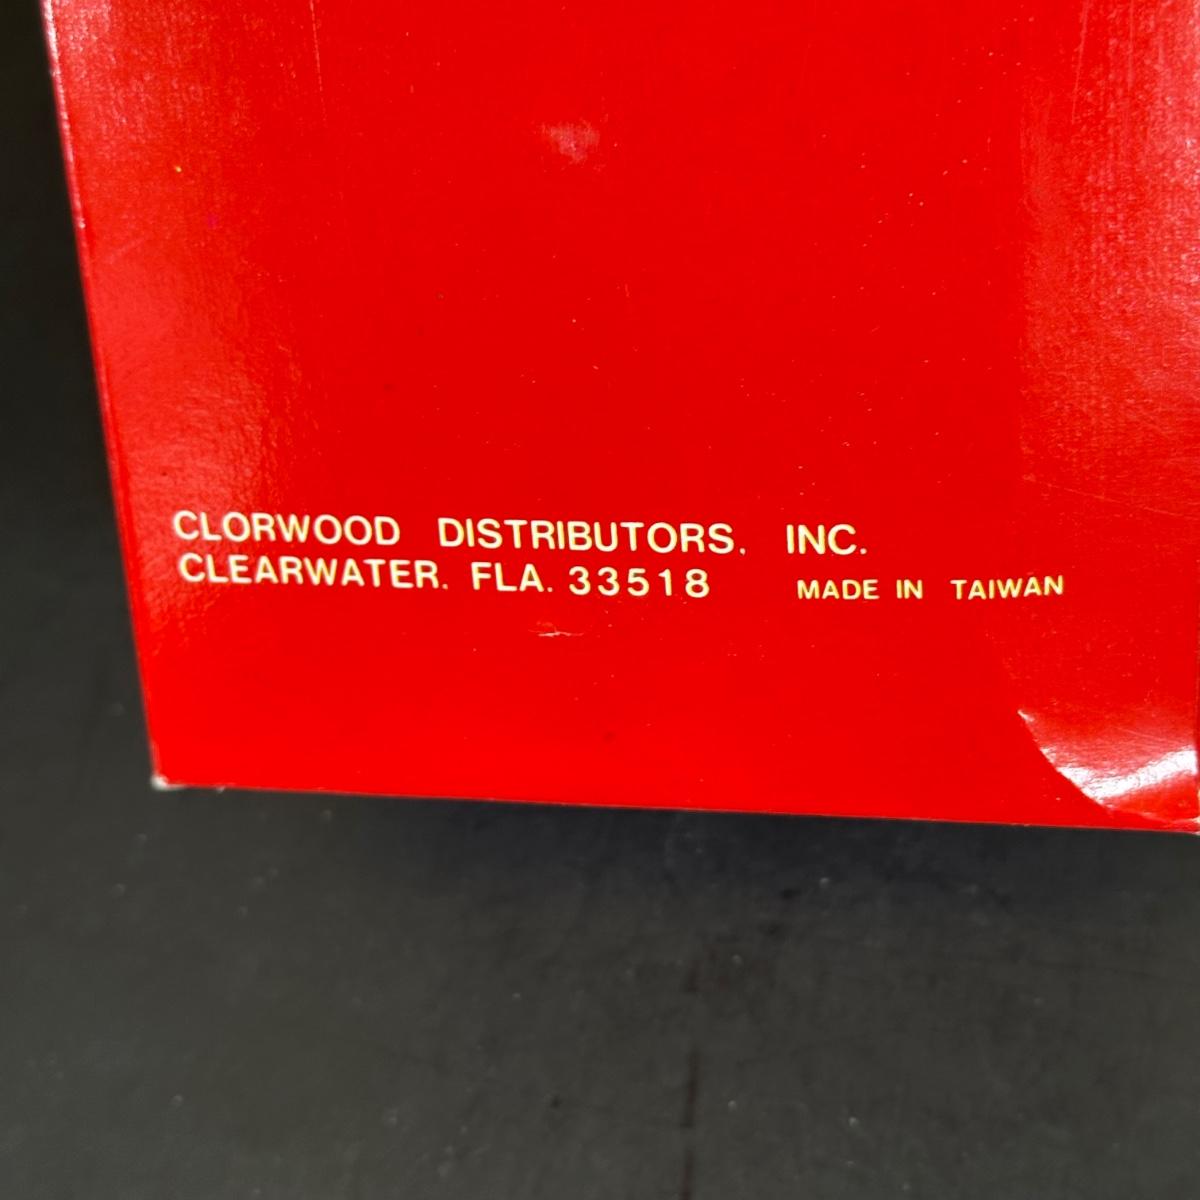 CLORWOOD DISTRIBUTORS, INC.
CLEARWATER. FLA. 33518 MADE IN TAIWAN